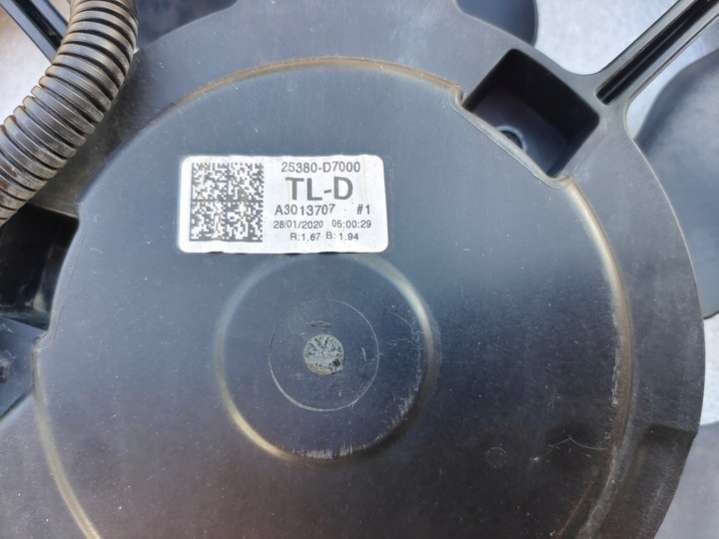 25380-D7000
TL-D
A3013707 #1
28/01/2020 05:00:29
R:1.67 B:1.94